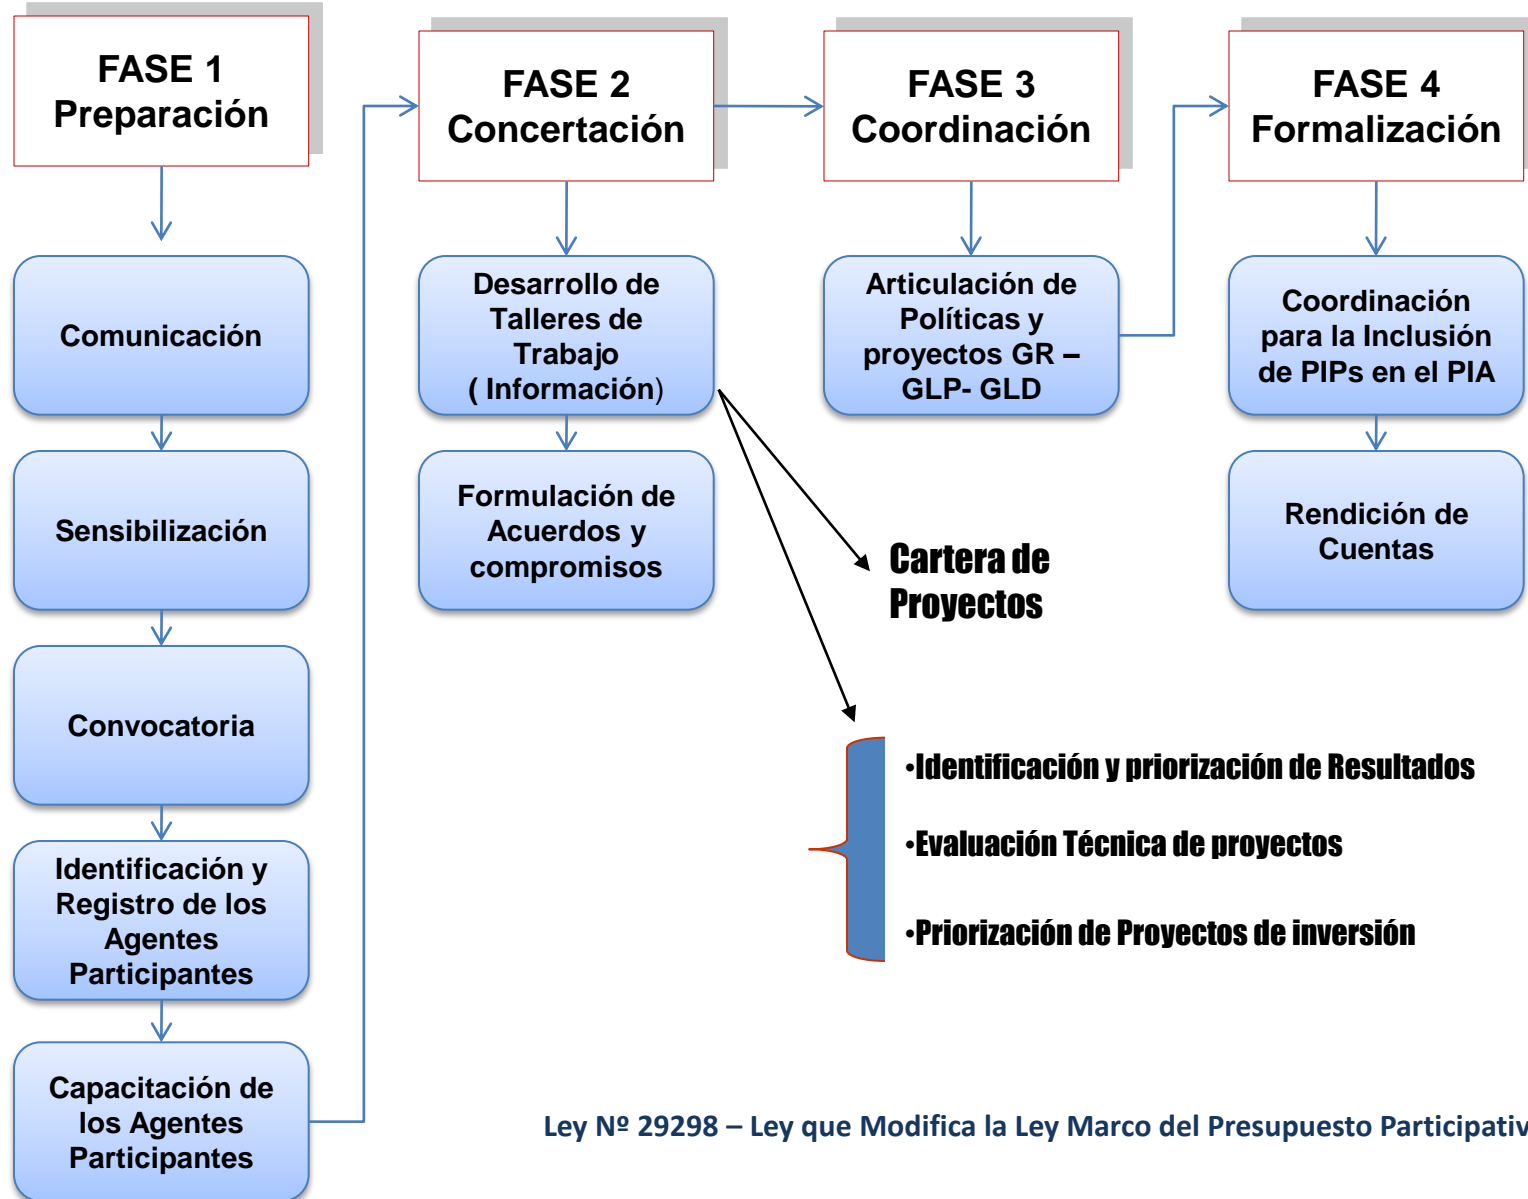 FASE 1
Preparación
Comunicación
Sensibilización
Convocatoria
Identificación y
Registro de los
Agentes
Participantes
Capacitación de
los Agentes
Participantes
FASE 2
Concertación
Desarrollo de
Talleres de
Trabajo
( Información)
Formulación de
Acuerdos y
compromisos
Cartera de
Proyectos
•Identificación y priorización de Resultados
•Evaluación Técnica de proyectos
•Priorización de Proyectos de inversión
FASE 3
Coordinación
Articulación de
Políticas y
proyectos GR –
GLP- GLD
FASE 4
Formalización
Coordinación
para la Inclusión
de PIPs en el PIA
Rendición de
Cuentas
Ley Nº 29298 – Ley que Modifica la Ley Marco del Presupuesto Participativ